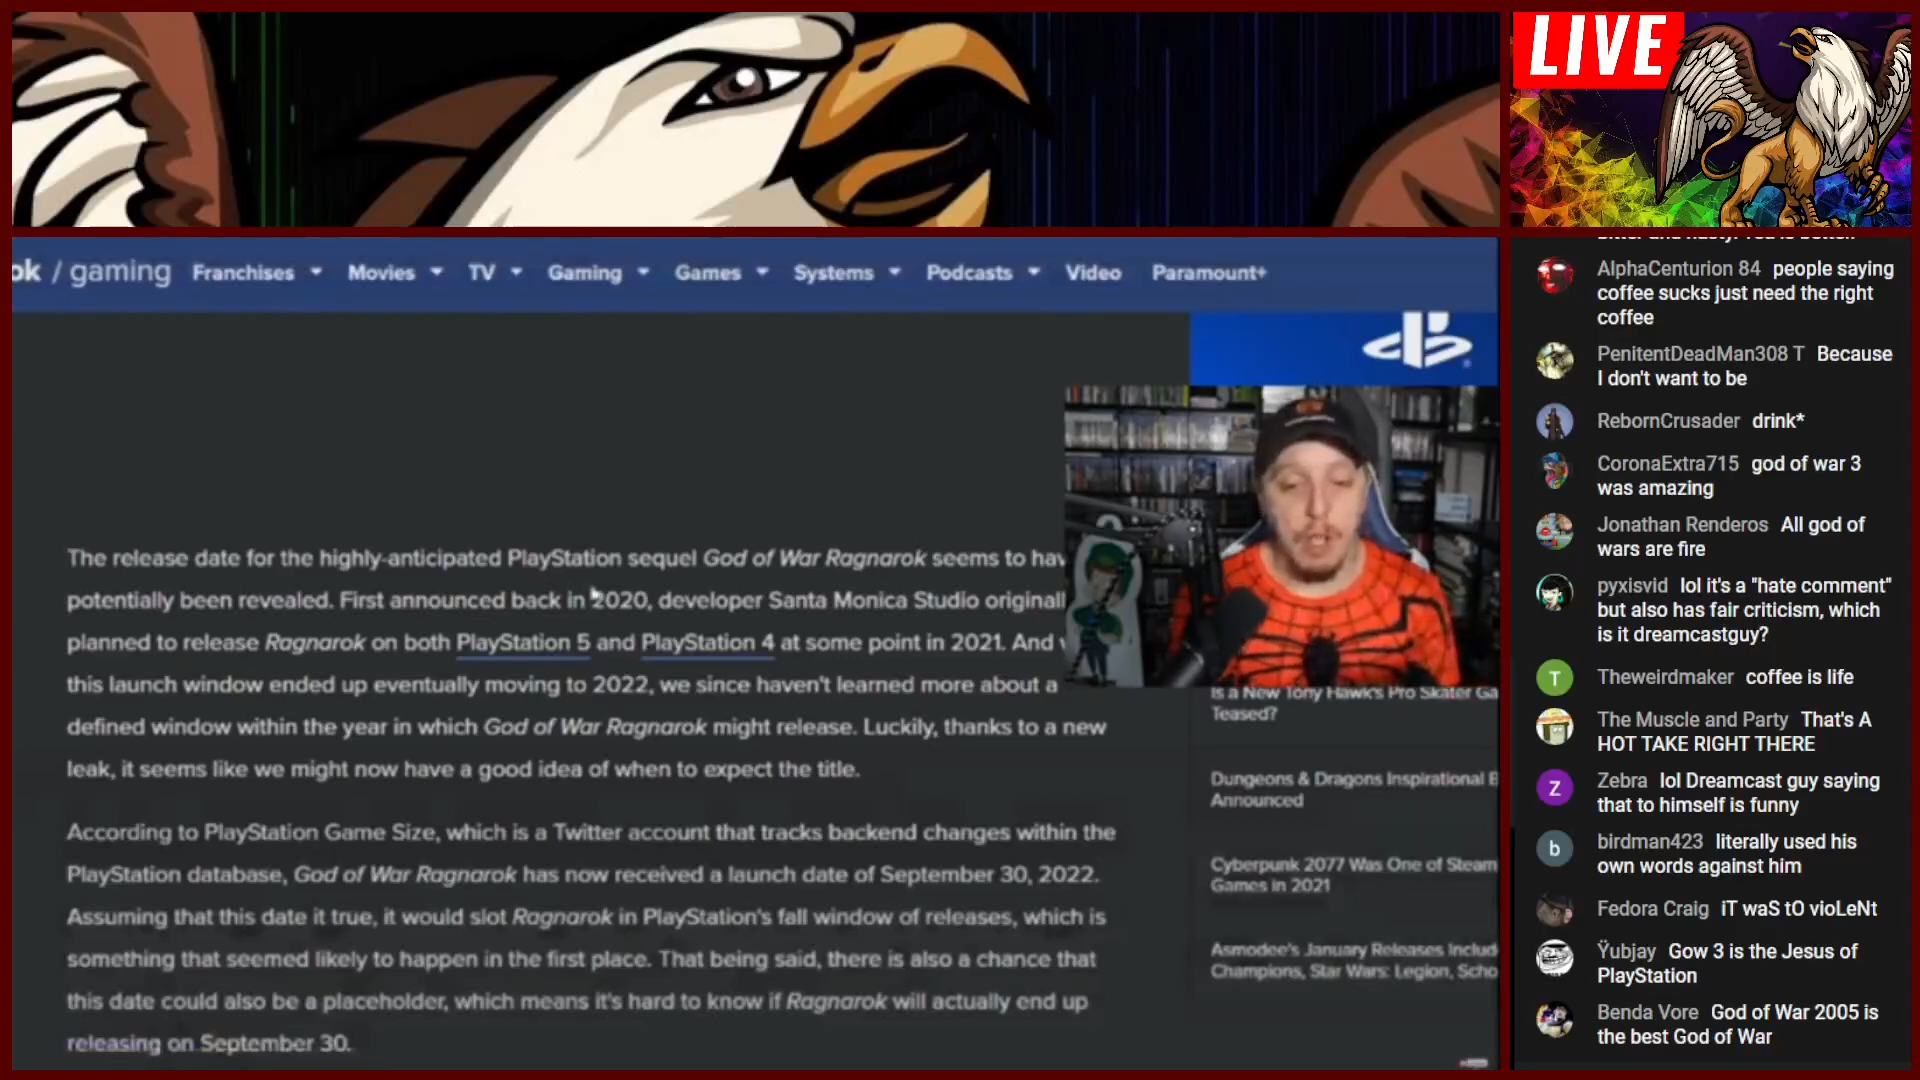 LIVE
ok / gaming Franchises Movies TV Gaming Games Systems Podcasts Video Paramount+
The release date for the highly-anticipated PlayStation sequel God of War Ragnarok seems to hav
potentially been revealed. First announced back in 2020, developer Santa Monica Studio originall
planned to release Ragnarok on both PlayStation 5 and PlayStation 4 at some point in 2021. And
this launch window ended up eventually moving to 2022, we since haven't learned more about a
defined window within the year in which God of War Ragnarok might release. Luckily, thanks to a new
leak, it seems like we might now have a good idea of when to expect the title.
According to PlayStation Game Size, which is a Twitter account that tracks backend changes within the
PlayStation database, God of War Ragnarok has now received a launch date of September 30, 2022.
Assuming that this date it true, it would slot Ragnarok in PlayStation's fall window of releases, which is
something that seemed likely to happen in the first place. That being said, there is also a chance that
this date could also be a placeholder, which means it's hard to know if Ragnarok will actually end up
releasing on September 30.
Is a New Tony Hawk's Pro Skater Ga
Teased?
Dungeons & Dragons Inspirational B
Announced
Cyberpunk 2077 Was One of Steam
Games in 2021
Asmodee's January Releases Includ
Champions, Star Wars: Legion, Scho
AlphaCenturion 84 people saying
coffee sucks just need the right
coffee
PenitentDeadMan308 T Because
I don't want to be
RebornCrusader drink*
CoronaExtra715 god of war 3
was amazing
Jonathan Renderos All god of
wars are fire
pyxisvid lol it's a "hate comment"
but also has fair criticism, which
is it dreamcastguy?
T Theweirdmaker coffee is life
The Muscle and Party That's A
HOT TAKE RIGHT THERE
Z Zebra lol Dreamcast guy saying
that to himself is funny
b birdman423 literally used his
own words against him
Fedora Craig iT waS tO vioLeNt
Ÿubjay Gow 3 is the Jesus of
PlayStation
Benda Vore God of War 2005 is
the best God of War